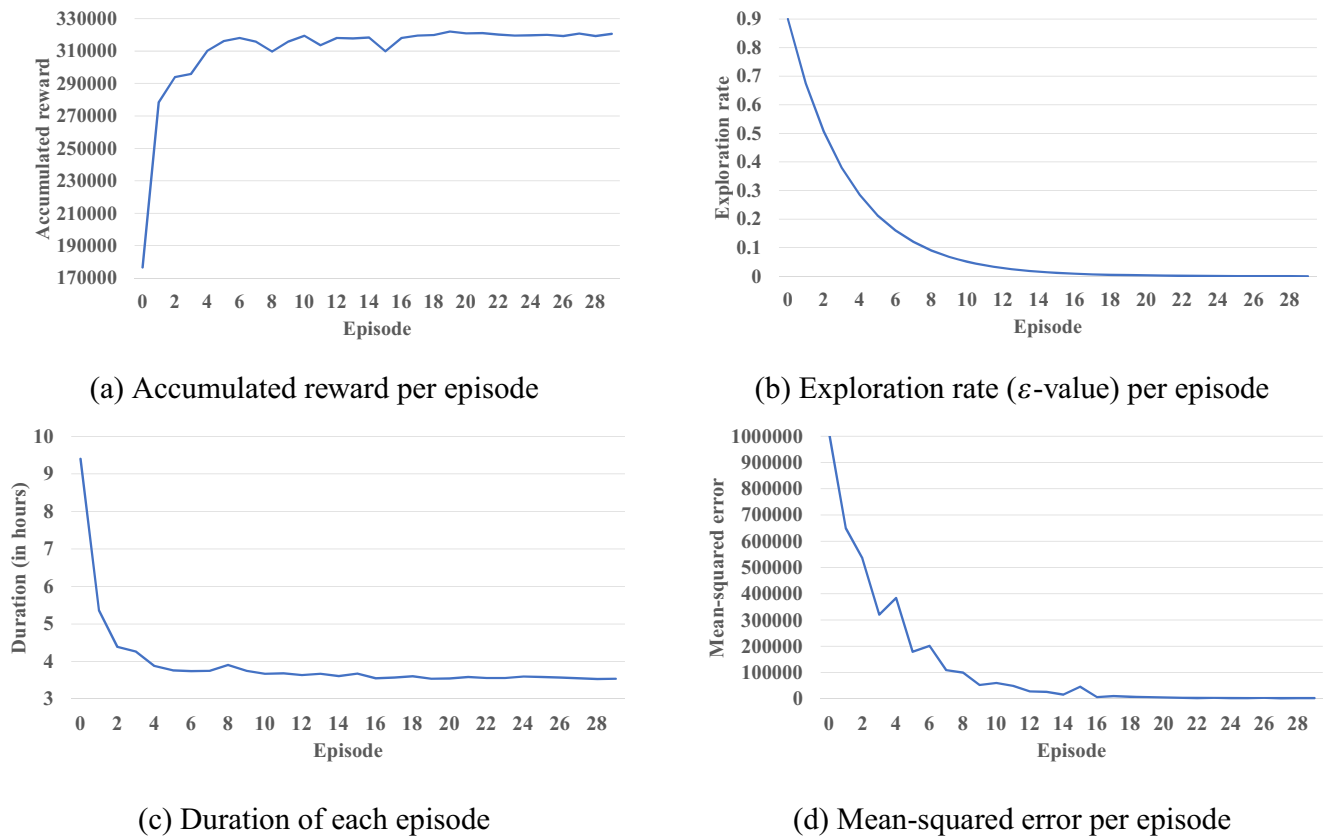 330000
310000
290000
270000
250000
230000
210000
190000
170000
Accumulated reward
0 2 4 6 8 10 12 14 16 18 20 22 24 26 28
Episode
(a) Accumulated reward per episode
0.9
0.8
0.7
0.6
0.5
0.4
0.3
0.2
0.1
0
Exploration rate
0 2 4 6 8 10 12 14 16 18 20 22 24 26 28
Episode
(b) Exploration rate (ε-value) per episode
10
9
8
7
6
5
4
3
Duration (in hours)
0 2 4 6 8 10 12 14 16 18 20 22 24 26 28
Episode
(c) Duration of each episode
1000000
900000
800000
700000
600000
500000
400000
300000
200000
100000
0
Mean-squared error
0 2 4 6 8 10 12 14 16 18 20 22 24 26 28
Episode
(d) Mean-squared error per episode